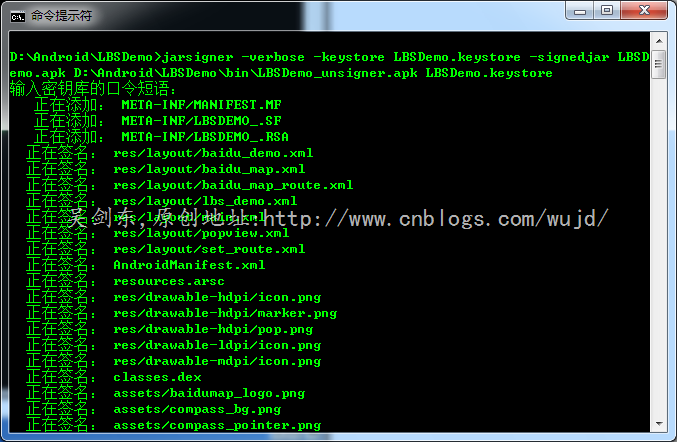 命令提示符
D:\Android\LBSDemo>jarsigner -verbose -keystore LBSDemo.keystore -signedjar LBSD
emo.apk D:\Android\LBSDemo\bin\LBSDemo_unsigner.apk LBSDemo.keystore
输入密钥库的口令短语:
正在添加: META-INF/MANIFEST.MF
正在添加: META-INF/LBSDEMO_.SF
正在添加: META-INF/LBSDEMO_.RSA
正在签名: res/layout/baidu_demo.xml
正在签名: res/layout/baidu_map.xml
正在签名: res/layout/baidu_map_route.xml
正在签名: res/layout/lbs_demo.xml
正在签名: res/layout/main.xml
吴剑东,原创地址:http://www.cnblogs.com/wujd/
正在签名: res/layout/popview.xml
正在签名: res/layout/set_route.xml
正在签名: AndroidManifest.xml
正在签名: resources.arsc
正在签名: res/drawable-hdpi/icon.png
正在签名: res/drawable-hdpi/marker.png
正在签名: res/drawable-hdpi/pop.png
正在签名: res/drawable-ldpi/icon.png
正在签名: res/drawable-mdpi/icon.png
正在签名: classes.dex
正在签名: assets/baidumap_logo.png
正在签名: assets/compass_bg.png
正在签名: assets/compass_pointer.png